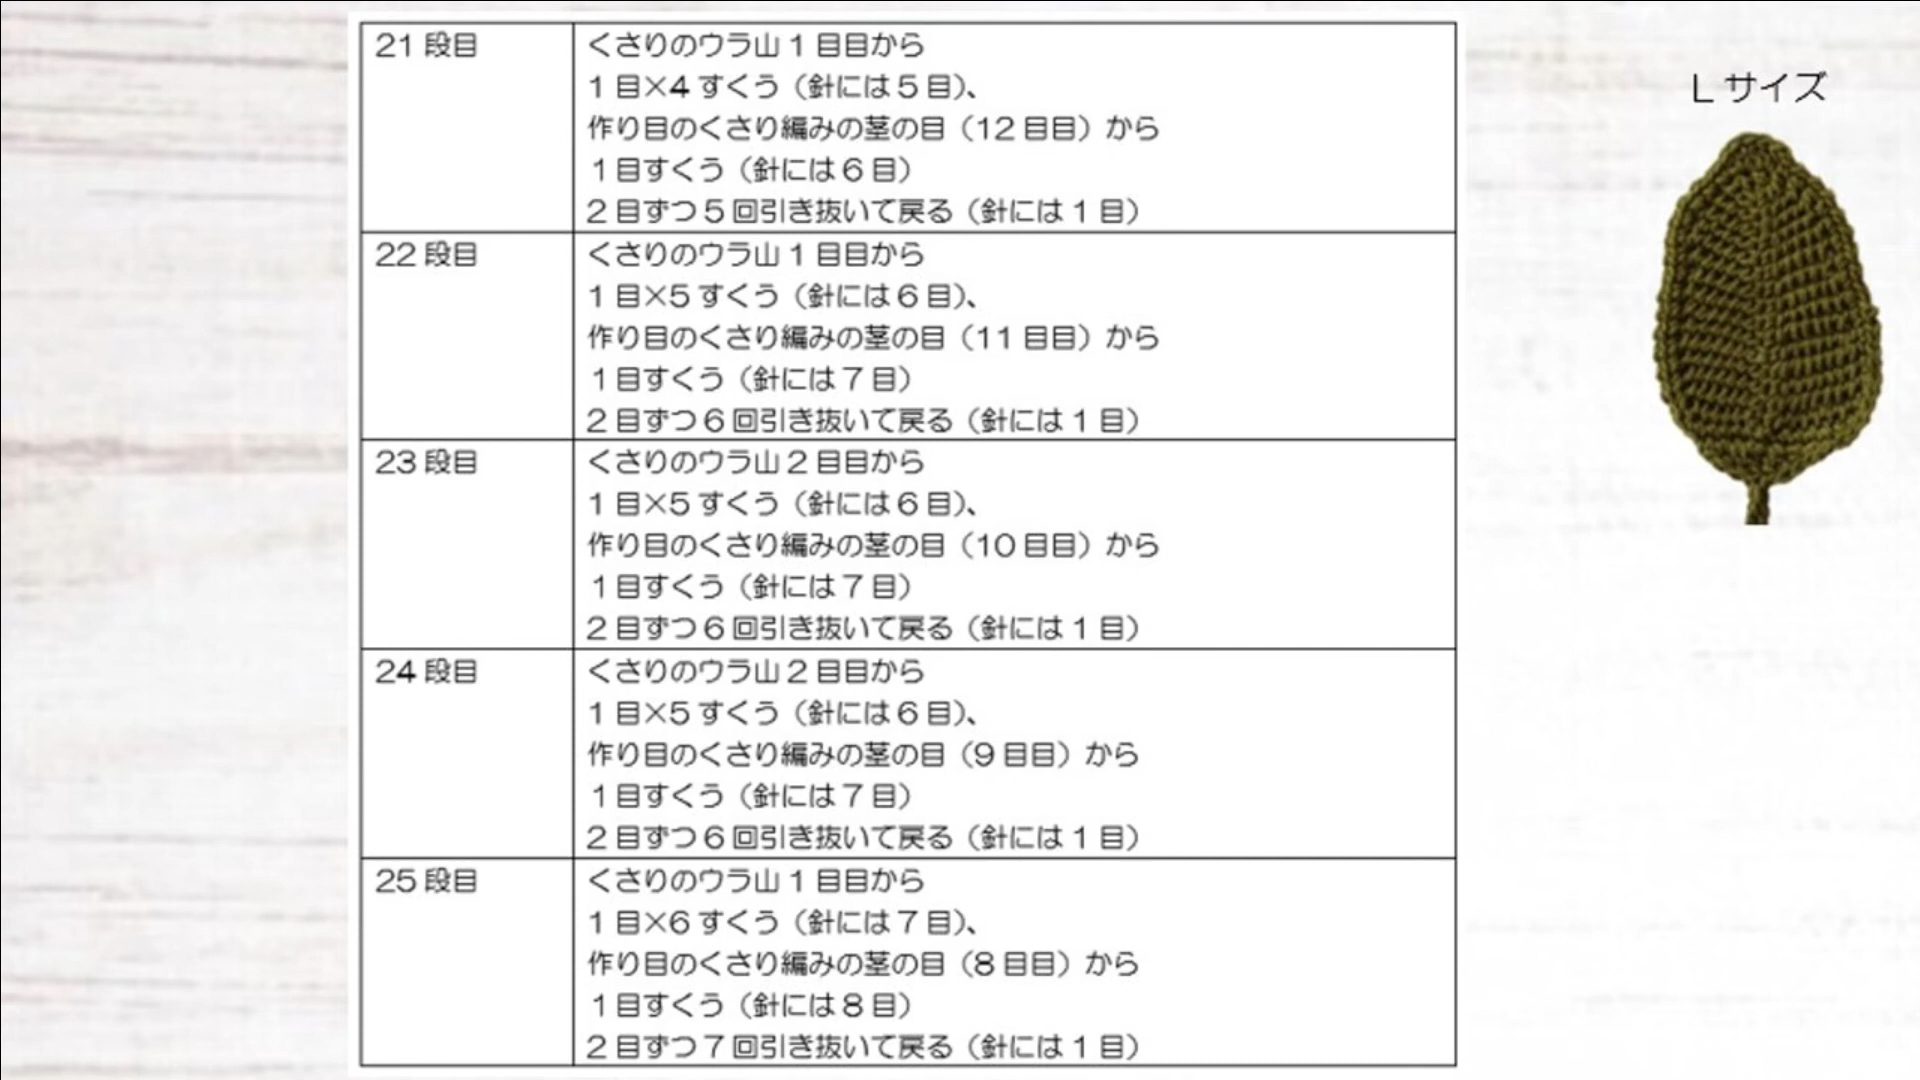 21 段目
くさりのウラ山 1 目目から
1 目×4 すくう（針には 5 目）、
作り目のくさり編みの茎の目（12 目目）から
1 目すくう（針には 6 目）
2 目ずつ 5 回引き抜いて戻る（針には 1 目）
22 段目
くさりのウラ山 1 目目から
1 目×5 すくう（針には 6 目）、
作り目のくさり編みの茎の目（11 目目）から
1 目すくう（針には 7 目）
2 目ずつ 6 回引き抜いて戻る（針には 1 目）
23 段目
くさりのウラ山 2 目目から
1 目×5 すくう（針には 6 目）、
作り目のくさり編みの茎の目（10 目目）から
1 目すくう（針には 7 目）
2 目ずつ 6 回引き抜いて戻る（針には 1 目）
24 段目
くさりのウラ山 2 目目から
1 目×5 すくう（針には 6 目）、
作り目のくさり編みの茎の目（9 目目）から
1 目すくう（針には 7 目）
2 目ずつ 6 回引き抜いて戻る（針には 1 目）
25 段目
くさりのウラ山 1 目目から
1 目×6 すくう（針には 7 目）、
作り目のくさり編みの茎の目（8 目目）から
1 目すくう（針には 8 目）
2 目ずつ 7 回引き抜いて戻る（針には 1 目）
L サイズ